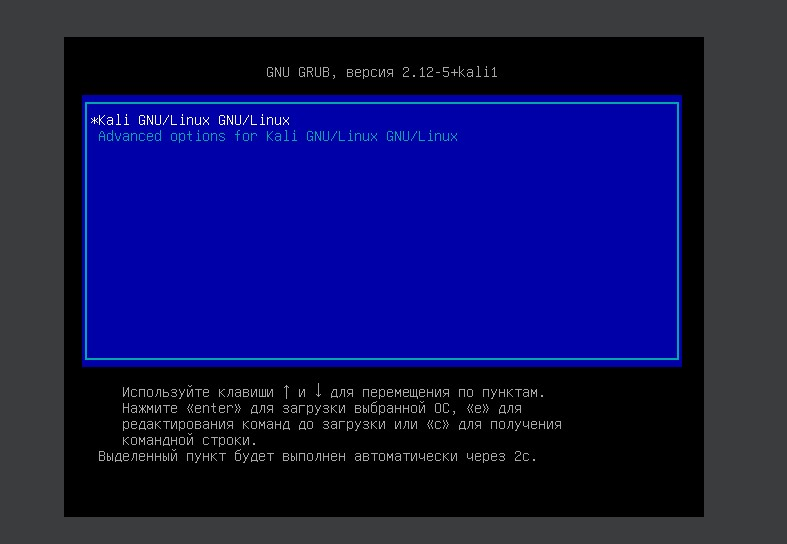 GNU GRUB, версия 2.12-5+kali1
*Kali GNU/Linux GNU/Linux
Advanced options for Kali GNU/Linux GNU/Linux
Используйте клавиши ↑ и ↓ для перемещения по пунктам.
Нажмите «enter» для загрузки выбранной ОС, «e» для
редактирования команд до загрузки или «c» для получения
командной строки.
Выделенный пункт будет выполнен автоматически через 2с.